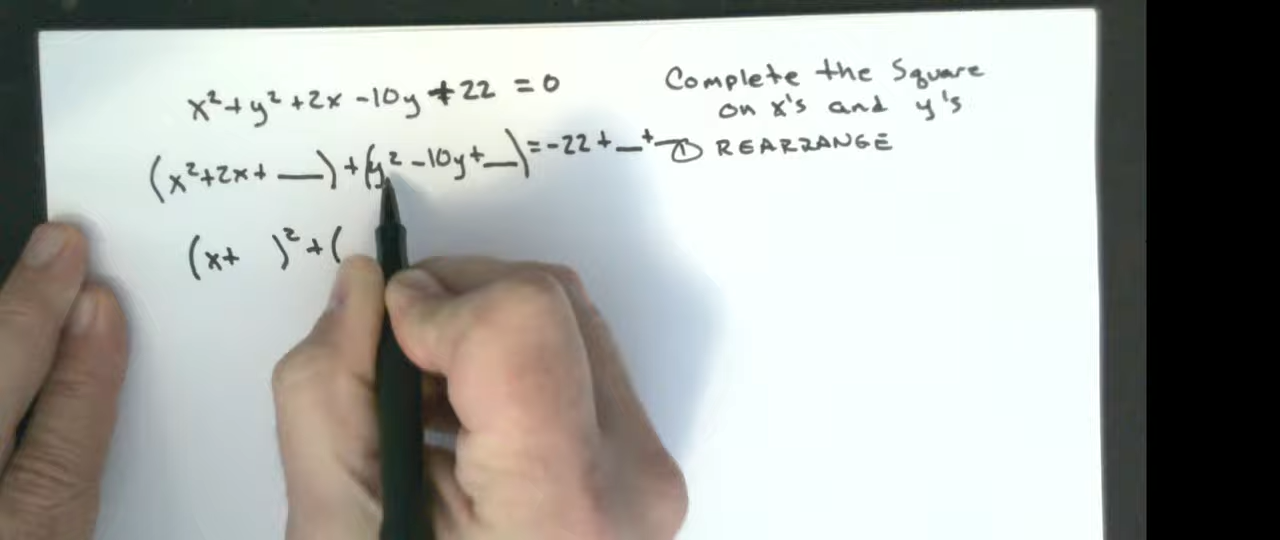 x² + y² + 2x - 10y + 22 = 0
Complete the Square
on x's and y's
(x² + 2x + __) + (y² - 10y + __) = -22 + __ + __
① REARRANGE
(x + )² + (